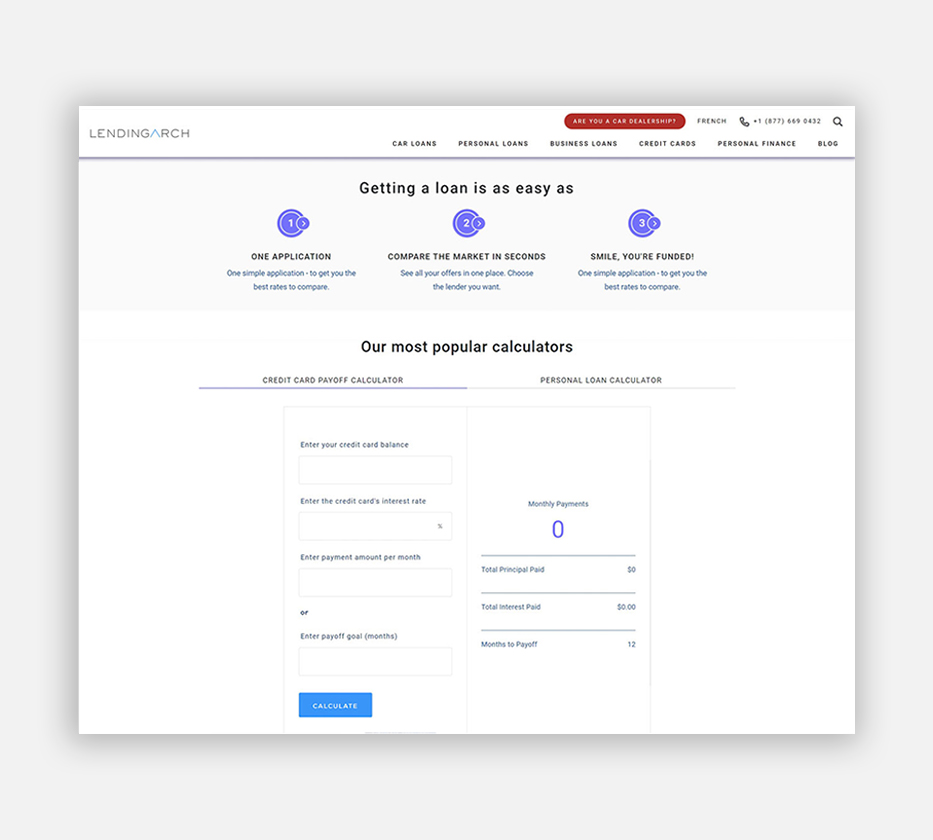 LENDINGARCH
ARE YOU A CAR DEALERSHIP?
FRENCH
+1 (877) 669 0432
CAR LOANS
PERSONAL LOANS
BUSINESS LOANS
CREDIT CARDS
PERSONAL FINANCE
BLOG
Getting a loan is as easy as
1
ONE APPLICATION
One simple application - to get you the
best rates to compare.
2
COMPARE THE MARKET IN SECONDS
See all your offers in one place. Choose
the lender you want.
3
SMILE, YOU'RE FUNDED!
One simple application - to get you the
best rates to compare.
Our most popular calculators
CREDIT CARD PAYOFF CALCULATOR
PERSONAL LOAN CALCULATOR
Enter your credit card balance
Enter the credit card's interest rate
%
Enter payment amount per month
or
Enter payoff goal (months)
CALCULATE
Monthly Payments
0
Total Principal Paid $0
Total Interest Paid $0.00
Months to Payoff 12